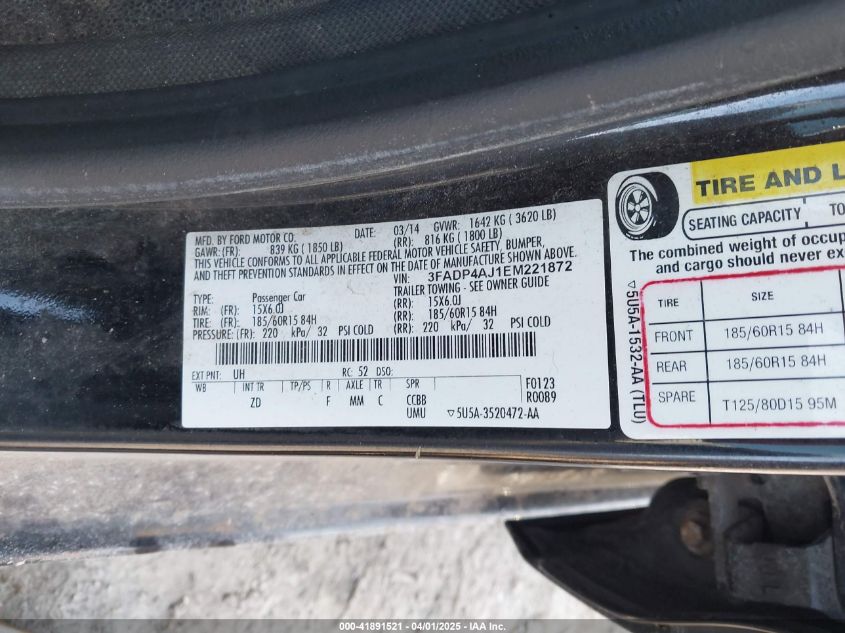 MFD. BY FORD MOTOR CO. DATE: 03/14 GVWR: 1642 KG ( 3620 LB)
GAWR: (FR): 839 KG ( 1850 LB) (RR): 816 KG ( 1800 LB)
THIS VEHICLE CONFORMS TO ALL APPLICABLE FEDERAL MOTOR VEHICLE SAFETY, BUMPER,
AND THEFT PREVENTION STANDARDS IN EFFECT ON THE DATE OF MANUFACTURE SHOWN ABOVE.
VIN: 3FADP4AJ1EM221872
TYPE: Passenger Car TRAILER TOWING - SEE OWNER GUIDE
RIM: (FR): 15X6.0J (RR): 15X6.0J
TIRE: (FR): 185/60R15 84H (RR): 185/60R15 84H
PRESSURE: (FR): 220 kPa/ 32 PSI COLD (RR): 220 kPa/ 32 PSI COLD
EXT PNT: UH RC: 52 DSO:
WB INT TR TP/PS R AXLE TR SPR F0123
ZD F MM C CCBB R0089
UMU ▽5U5A-3520472-AA
TIRE AND L
SEATING CAPACITY TO
The combined weight of occup
and cargo should never exc
▽5U5A-1532-AA (TLU)
TIRE SIZE
FRONT 185/60R15 84H
REAR 185/60R15 84H
SPARE T125/80D15 95M
000-41891521 - 04/01/2025 - IAA Inc.